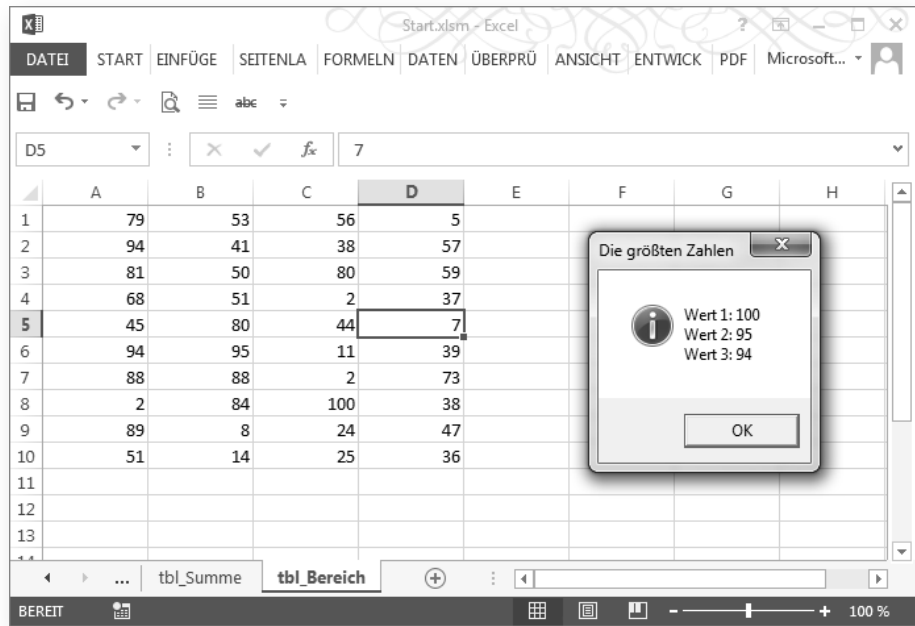 Start.xlsm - Excel
?
DATEI START EINFÜGE SEITENLA FORMELN DATEN ÜBERPRÜ ANSICHT ENTWICK PDF Microsoft...
abc
D5 fx 7
A B C D E F G H
1 79 53 56 5
2 94 41 38 57
3 81 50 80 59
4 68 51 2 37
5 45 80 44 7
6 94 95 11 39
7 88 88 2 73
8 2 84 100 38
9 89 8 24 47
10 51 14 25 36
11
12
13
14
Die größten Zahlen
Wert 1: 100
Wert 2: 95
Wert 3: 94
OK
... tbl_Summe tbl_Bereich
BEREIT 100 %